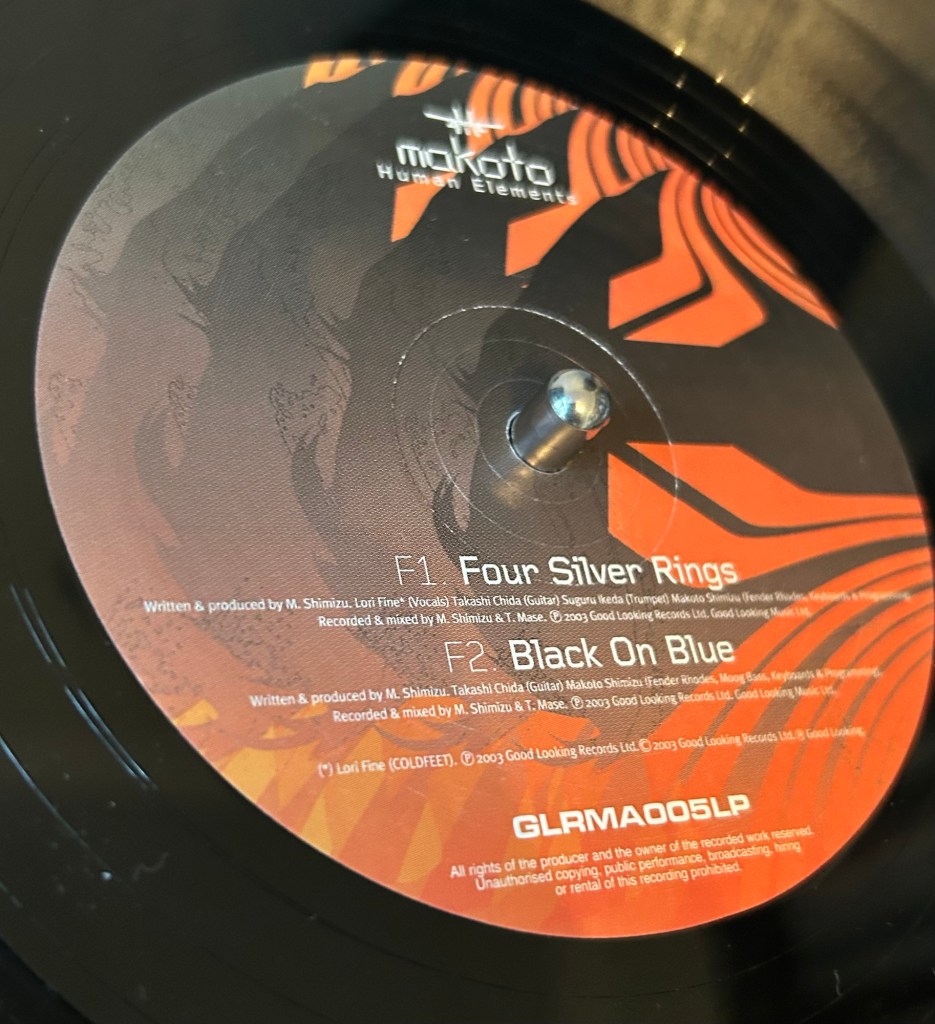 makoto
Human Elements
F1. Four Silver Rings
Written & produced by M. Shimizu. Lori Fine* (Vocals) Takashi Chida (Guitar) Suguru Ikeda (Trumpet) Makoto Shimizu (Fender Rhodes, Keyboards & Programming).
Recorded & mixed by M. Shimizu & T. Mase. ℗ 2003 Good Looking Records Ltd. Good Looking Music Ltd.
F2. Black On Blue
Written & produced by M. Shimizu. Takashi Chida (Guitar) Makoto Shimizu (Fender Rhodes, Moog Bass, Keyboards & Programming).
Recorded & mixed by M. Shimizu & T. Mase. ℗ 2003 Good Looking Records Ltd. Good Looking Music Ltd.
(*) Lori Fine (COLDFEET). ℗ 2003 Good Looking Records Ltd. © 2003 Good Looking Records Ltd. ® Good Looking.
GLRMA005LP
All rights of the producer and the owner of the recorded work reserved.
Unauthorised copying, public performance, broadcasting, hiring
or rental of this recording prohibited.